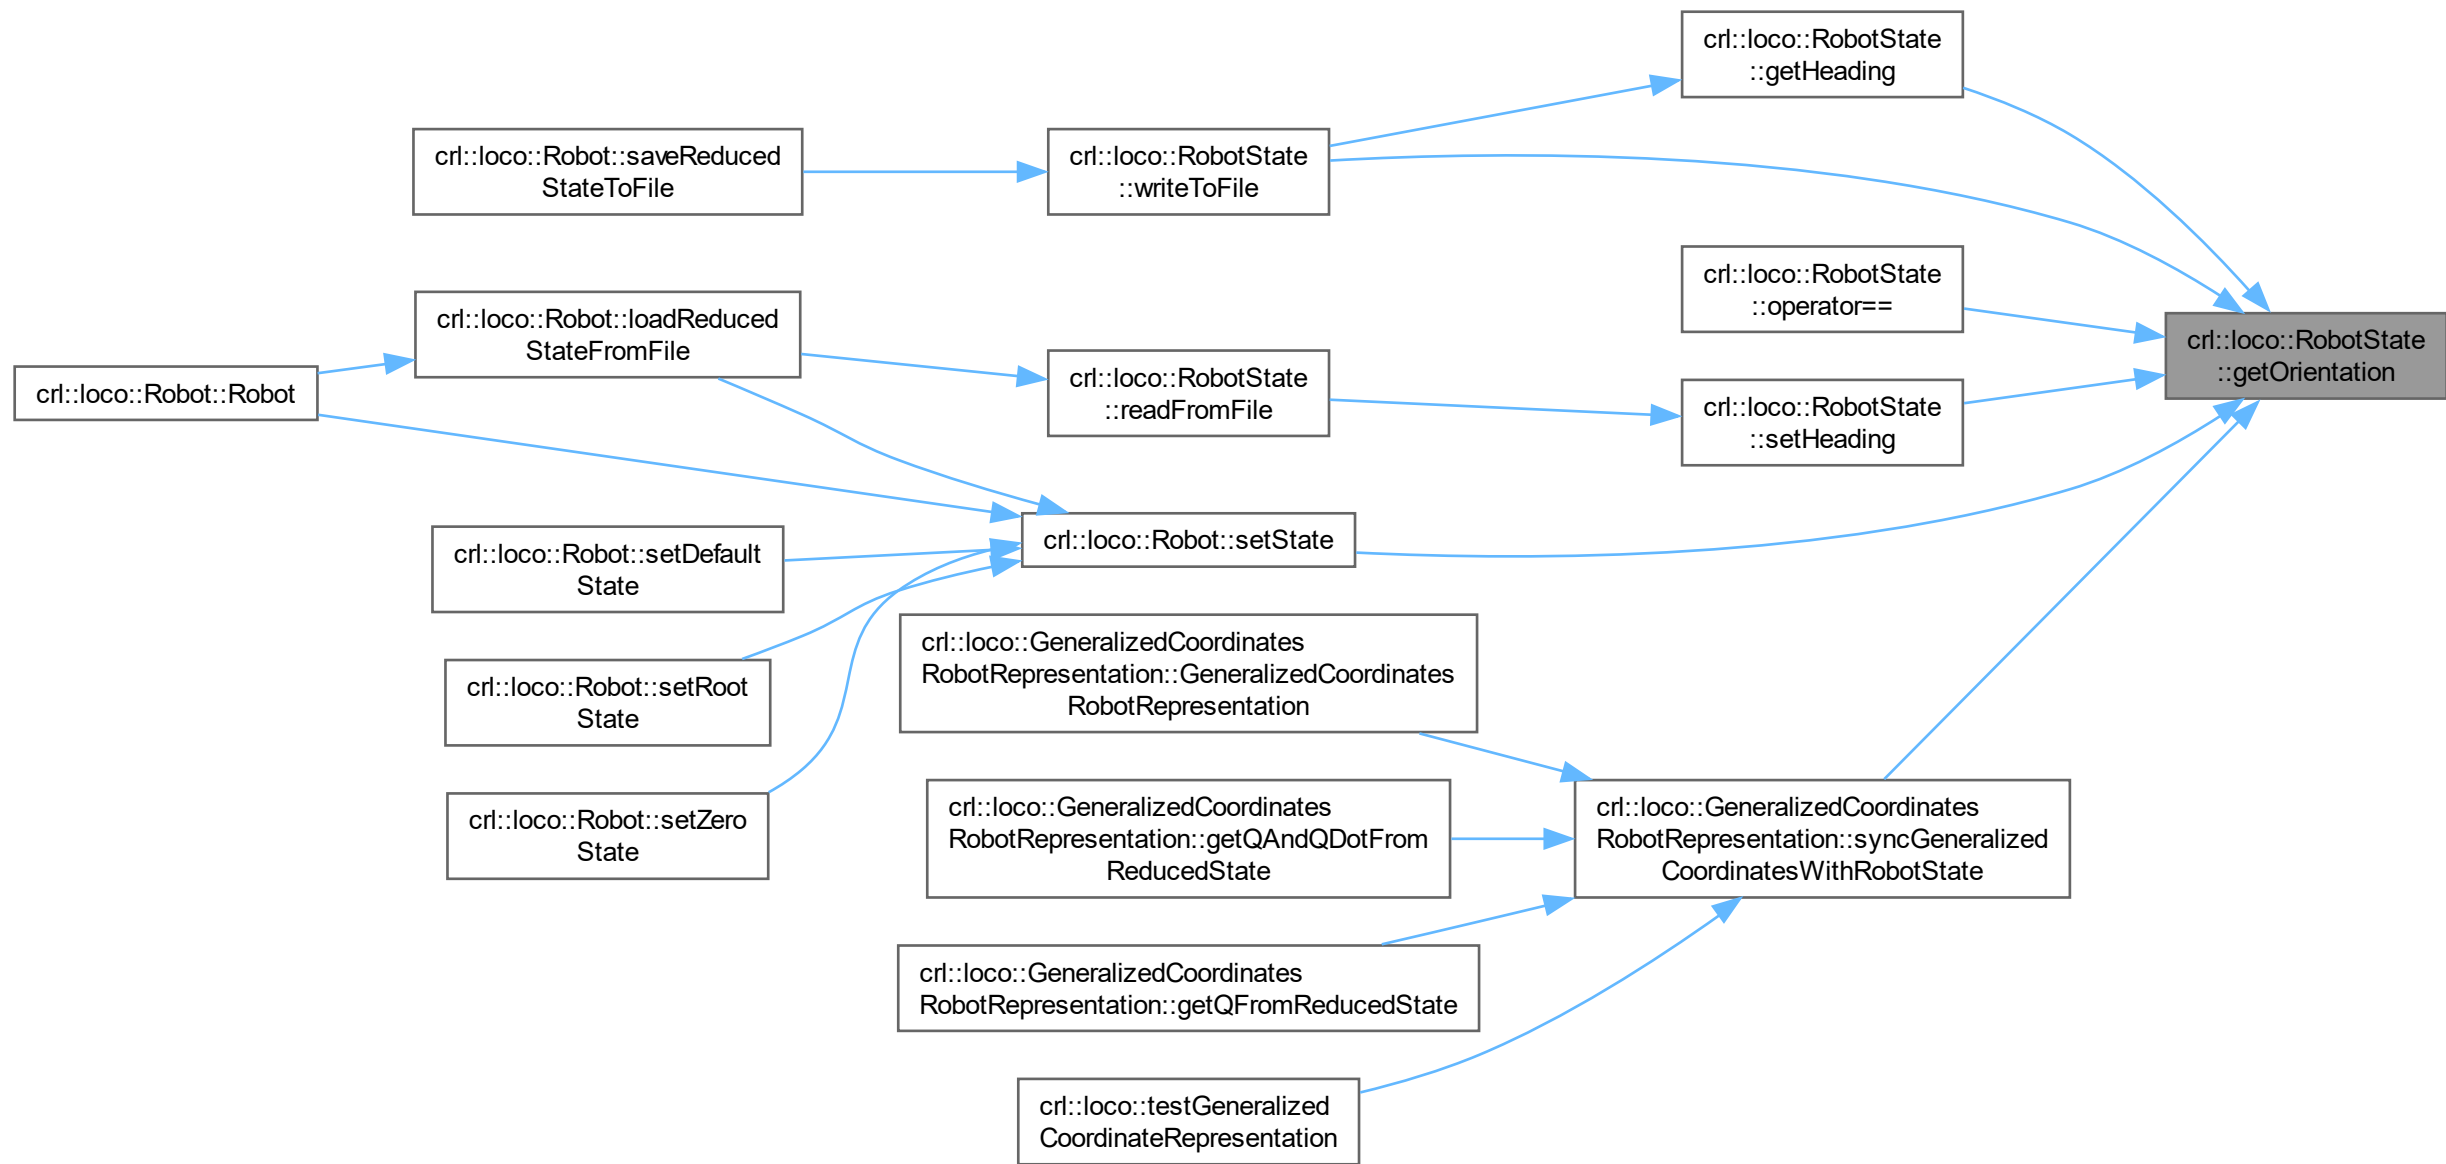 crl::loco::RobotState
::getHeading
crl::loco::Robot::saveReduced
StateToFile
crl::loco::RobotState
::writeToFile
crl::loco::RobotState
::operator==
crl::loco::Robot::loadReduced
StateFromFile
crl::loco::RobotState
::getOrientation
crl::loco::Robot::Robot
crl::loco::RobotState
::readFromFile
crl::loco::RobotState
::setHeading
crl::loco::Robot::setState
crl::loco::Robot::setDefault
State
crl::loco::GeneralizedCoordinates
RobotRepresentation::GeneralizedCoordinates
RobotRepresentation
crl::loco::Robot::setRoot
State
crl::loco::Robot::setZero
State
crl::loco::GeneralizedCoordinates
RobotRepresentation::getQAndQDotFrom
ReducedState
crl::loco::GeneralizedCoordinates
RobotRepresentation::syncGeneralized
CoordinatesWithRobotState
crl::loco::GeneralizedCoordinates
RobotRepresentation::getQFromReducedState
crl::loco::testGeneralized
CoordinateRepresentation